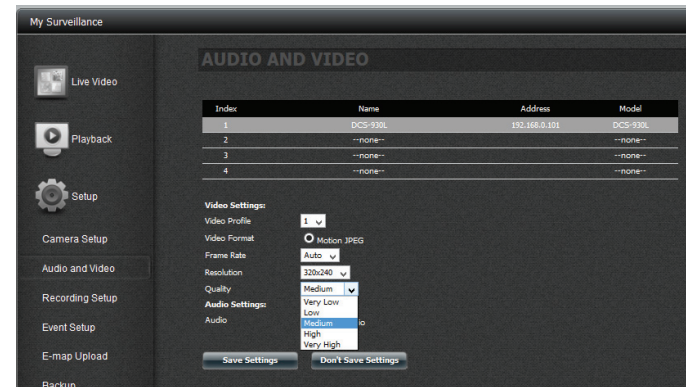 My Surveillance
AUDIO AND VIDEO
Live Video
Index Name Address Model
1 DCS-930L 192.168.0.101 DCS-930L
2 --none-- --none--
3 --none-- --none--
4 --none-- --none--
Playback
Setup
Camera Setup
Audio and Video
Recording Setup
Event Setup
E-map Upload
Backup
Video Settings:
Video Profile 1
Video Format Motion JPEG
Frame Rate Auto
Resolution 320x240
Quality Medium
Very Low
Low
Medium
High
Very High
Audio Settings:
Audio
Save Settings Don't Save Settings